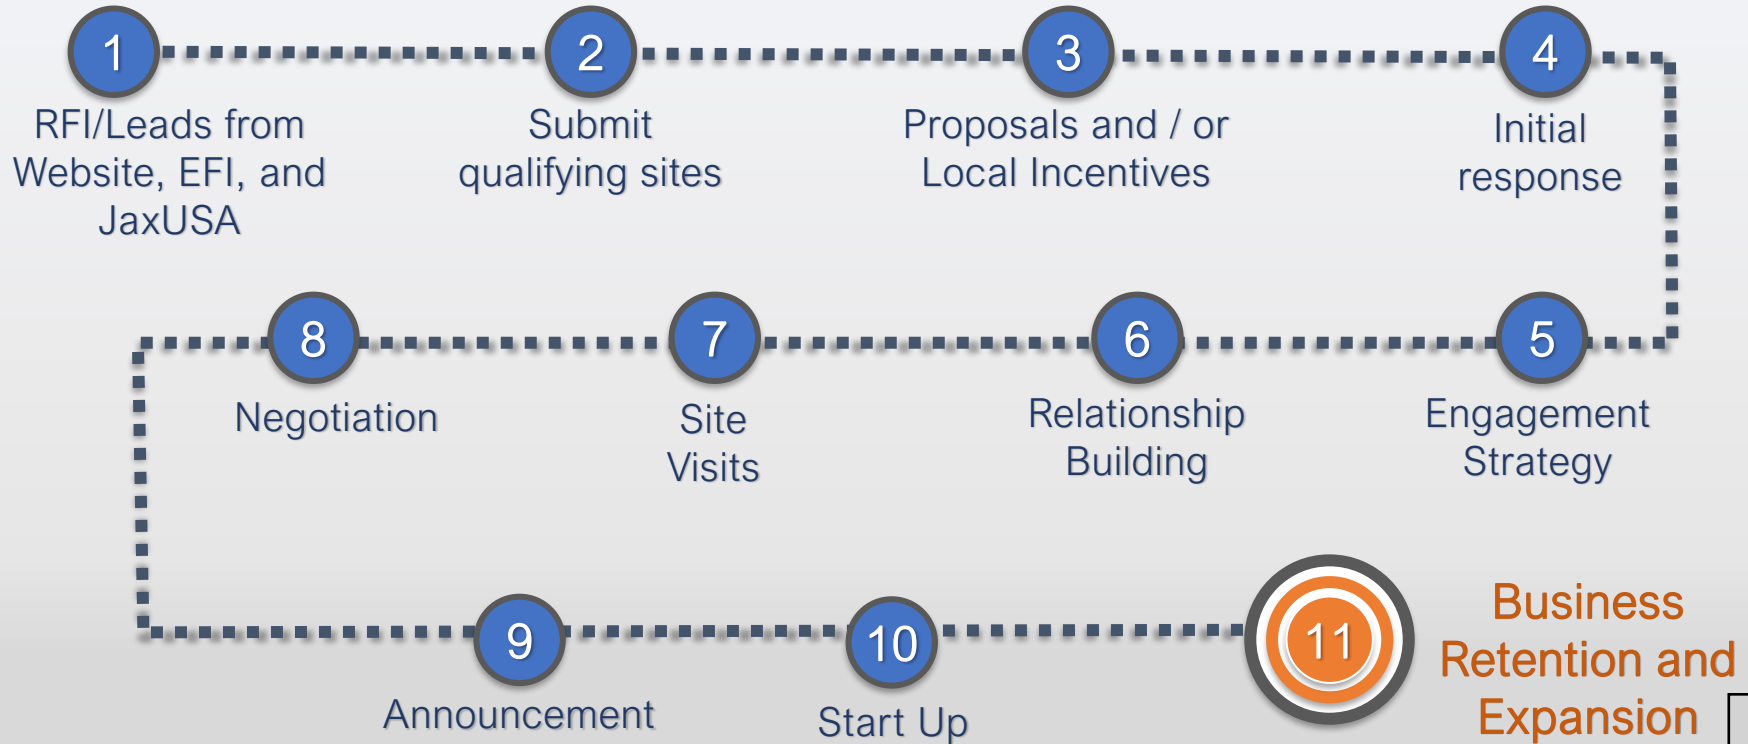 1
RFI/Leads from
Website, EFI, and
JaxUSA
2
Submit
qualifying sites
3
Proposals and / or
Local Incentives
4
Initial
response
5
Engagement
Strategy
6
Relationship
Building
7
Site
Visits
8
Negotiation
9
Announcement
10
Start Up
11
Business
Retention and
Expansion